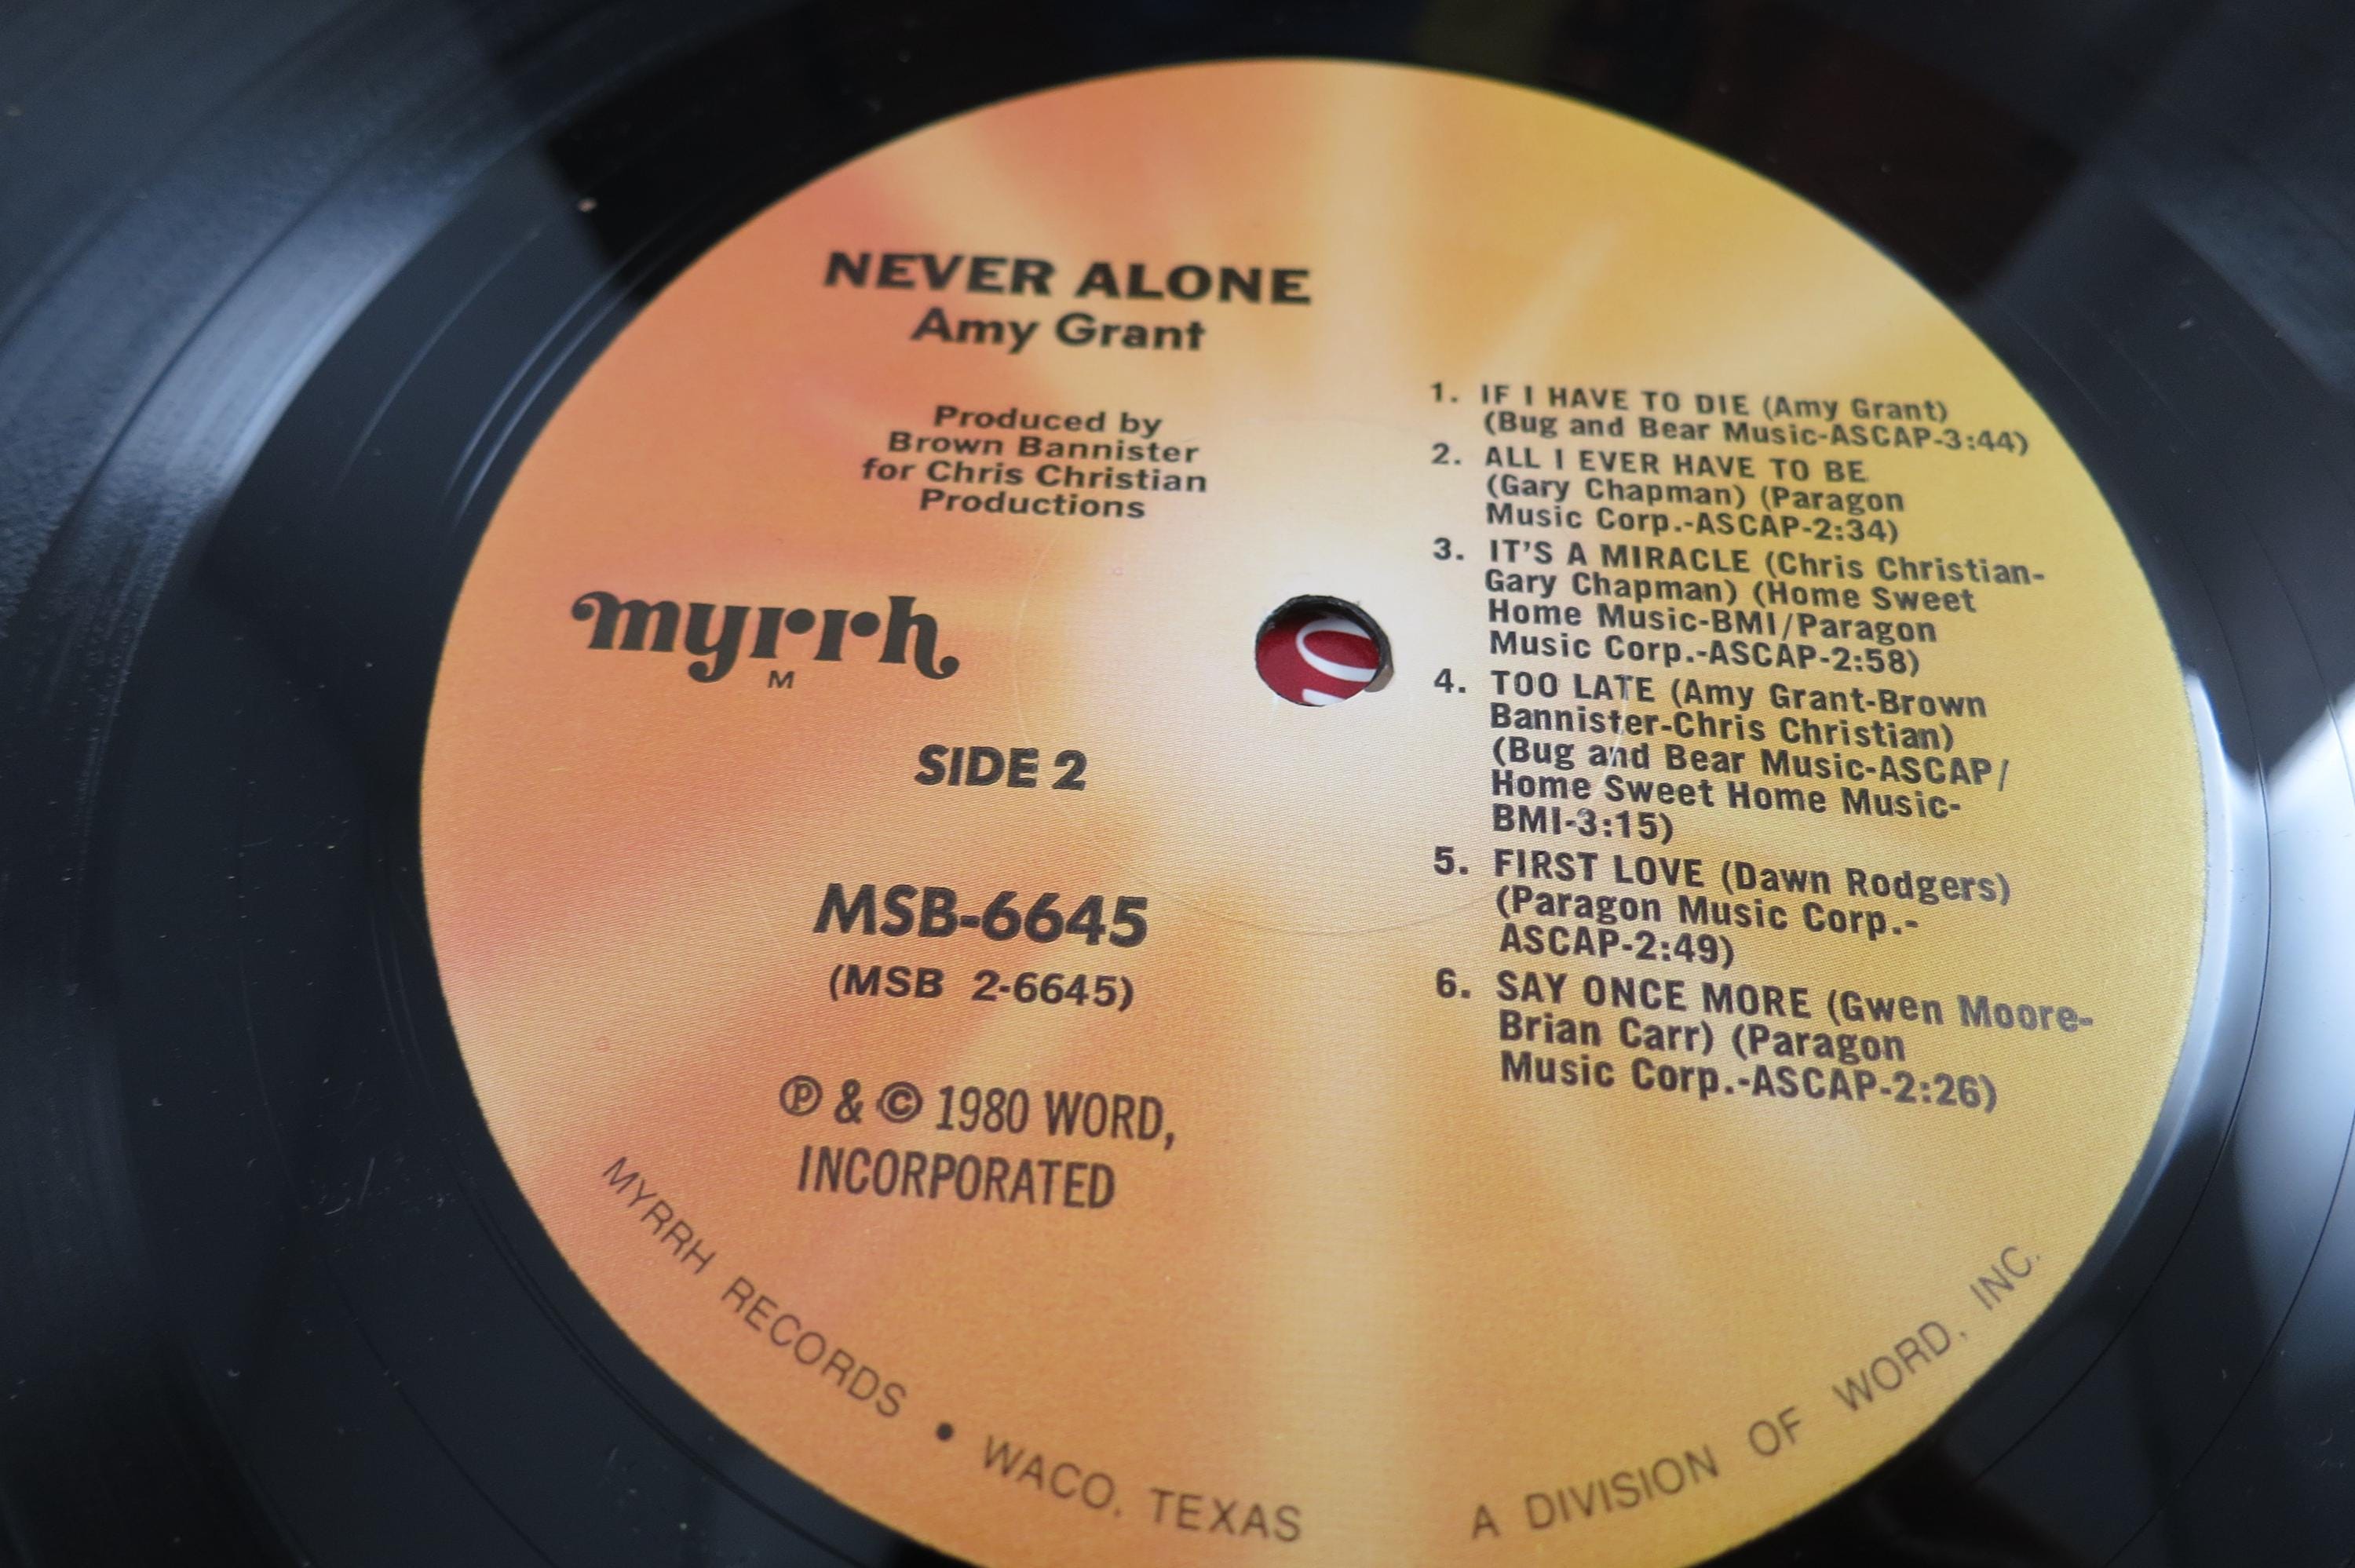 NEVER ALONE
Amy Grant
Produced by
Brown Bannister
for Chris Christian
Productions
myrrh
M
SIDE 2
MSB-6645
(MSB 2-6645)
Ⓟ & © 1980 WORD,
INCORPORATED
1. IF I HAVE TO DIE (Amy Grant)
(Bug and Bear Music-ASCAP-3:44)
2. ALL I EVER HAVE TO BE
(Gary Chapman) (Paragon
Music Corp.-ASCAP-2:34)
3. IT'S A MIRACLE (Chris Christian-
Gary Chapman) (Home Sweet
Home Music-BMI/Paragon
Music Corp.-ASCAP-2:58)
4. TOO LATE (Amy Grant-Brown
Bannister-Chris Christian)
(Bug and Bear Music-ASCAP/
Home Sweet Home Music-
BMI-3:15)
5. FIRST LOVE (Dawn Rodgers)
(Paragon Music Corp.-
ASCAP-2:49)
6. SAY ONCE MORE (Gwen Moore-
Brian Carr) (Paragon
Music Corp.-ASCAP-2:26)
MYRRH RECORDS • WACO, TEXAS A DIVISION OF WORD, INC.